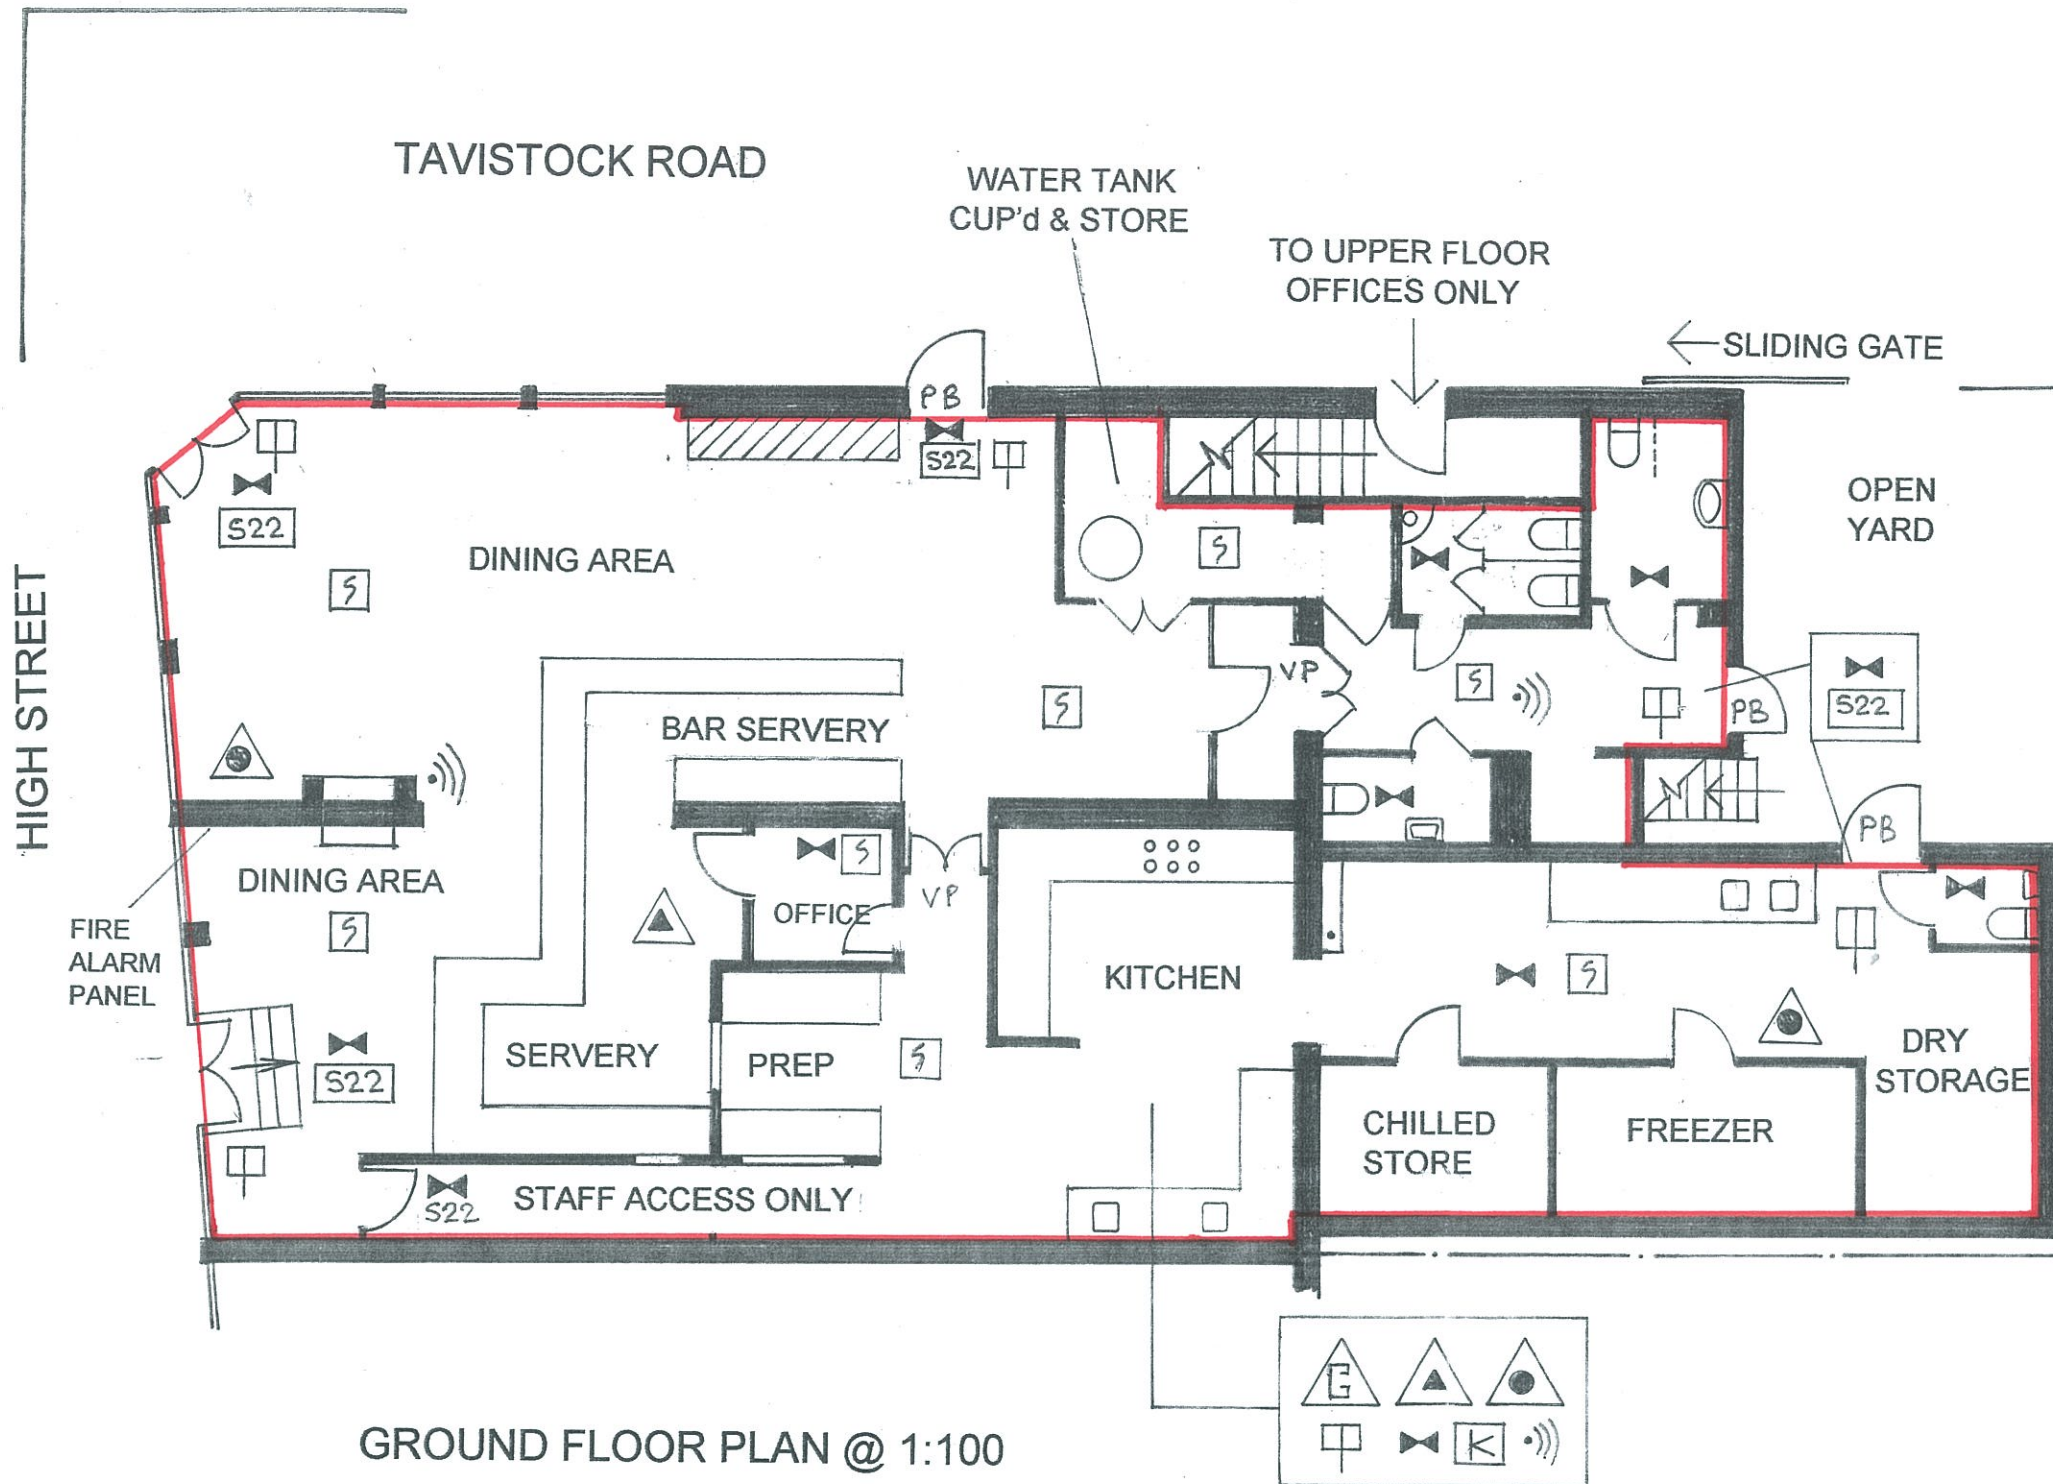 TAVISTOCK ROAD
WATER TANK
CUP'd & STORE
TO UPPER FLOOR
OFFICES ONLY
SLIDING GATE
PB
S22
S22
OPEN
YARD
HIGH STREET
DINING AREA
S
S
S
VP
S
PB
S22
BAR SERVERY
PB
DINING AREA
S
FIRE
ALARM
PANEL
S
OFFICE
VP
KITCHEN
S
DRY
STORAGE
SERVERY
PREP
S
S22
CHILLED
STORE
FREEZER
S22
STAFF ACCESS ONLY
G
K
GROUND FLOOR PLAN @ 1:100